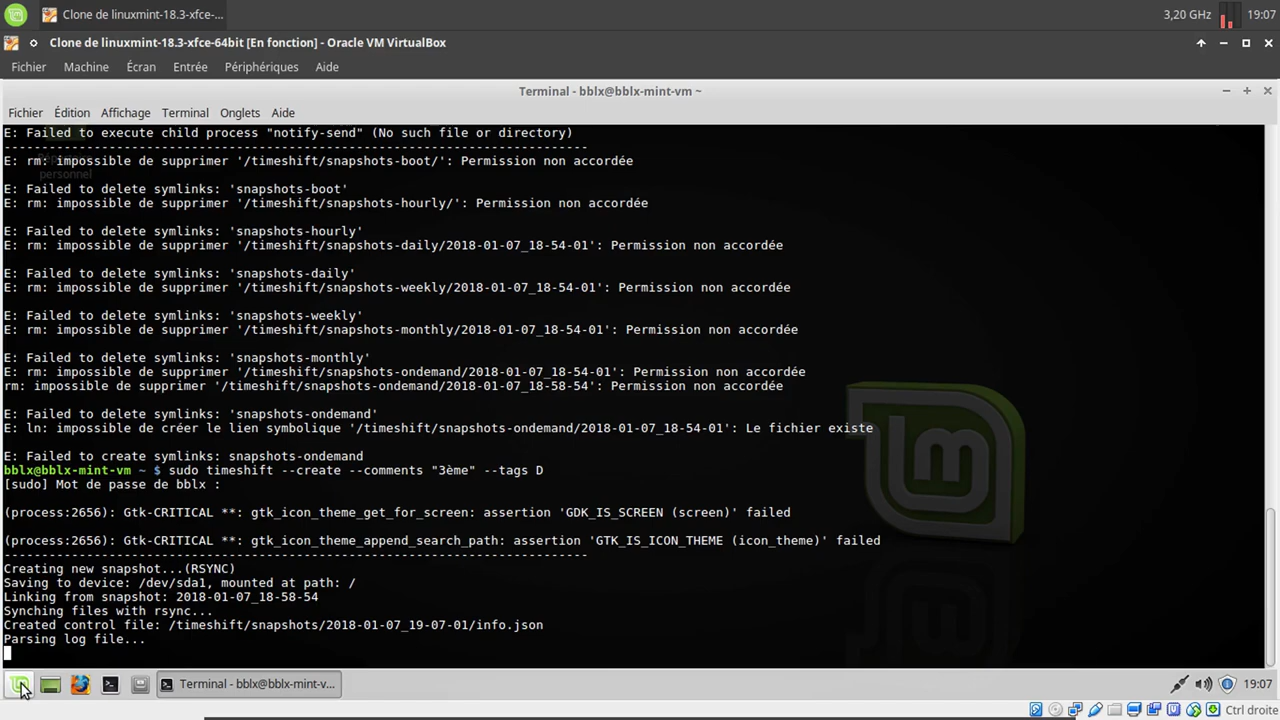 Clone de linuxmint-18.3-xfce-...
3,20 GHz
19:07
Clone de linuxmint-18.3-xfce-64bit [En fonction] - Oracle VM VirtualBox
Fichier Machine Écran Entrée Périphériques Aide
Terminal - bblx@bblx-mint-vm ~
Fichier Édition Affichage Terminal Onglets Aide
E: Failed to execute child process "notify-send" (No such file or directory)
------------------------------------------------------------------------------
E: rm: impossible de supprimer '/timeshift/snapshots-boot/': Permission non accordée
personnel
E: Failed to delete symlinks: 'snapshots-boot'
E: rm: impossible de supprimer '/timeshift/snapshots-hourly/': Permission non accordée
E: Failed to delete symlinks: 'snapshots-hourly'
E: rm: impossible de supprimer '/timeshift/snapshots-daily/2018-01-07_18-54-01': Permission non accordée
E: Failed to delete symlinks: 'snapshots-daily'
E: rm: impossible de supprimer '/timeshift/snapshots-weekly/2018-01-07_18-54-01': Permission non accordée
E: Failed to delete symlinks: 'snapshots-weekly'
E: rm: impossible de supprimer '/timeshift/snapshots-monthly/2018-01-07_18-54-01': Permission non accordée
E: Failed to delete symlinks: 'snapshots-monthly'
E: rm: impossible de supprimer '/timeshift/snapshots-ondemand/2018-01-07_18-54-01': Permission non accordée
rm: impossible de supprimer '/timeshift/snapshots-ondemand/2018-01-07_18-58-54': Permission non accordée
E: Failed to delete symlinks: 'snapshots-ondemand'
E: ln: impossible de créer le lien symbolique '/timeshift/snapshots-ondemand/2018-01-07_18-54-01': Le fichier existe
E: Failed to create symlinks: snapshots-ondemand
bblx@bblx-mint-vm ~ $ sudo timeshift --create --comments "3ème" --tags D
[sudo] Mot de passe de bblx :
(process:2656): Gtk-CRITICAL **: gtk_icon_theme_get_for_screen: assertion 'GDK_IS_SCREEN (screen)' failed
(process:2656): Gtk-CRITICAL **: gtk_icon_theme_append_search_path: assertion 'GTK_IS_ICON_THEME (icon_theme)' failed
------------------------------------------------------------------------------
Creating new snapshot...(RSYNC)
Saving to device: /dev/sda1, mounted at path: /
Linking from snapshot: 2018-01-07_18-58-54
Synching files with rsync...
Created control file: /timeshift/snapshots/2018-01-07_19-07-01/info.json
Parsing log file...
Terminal - bblx@bblx-mint-v...
19:07
Ctrl droite